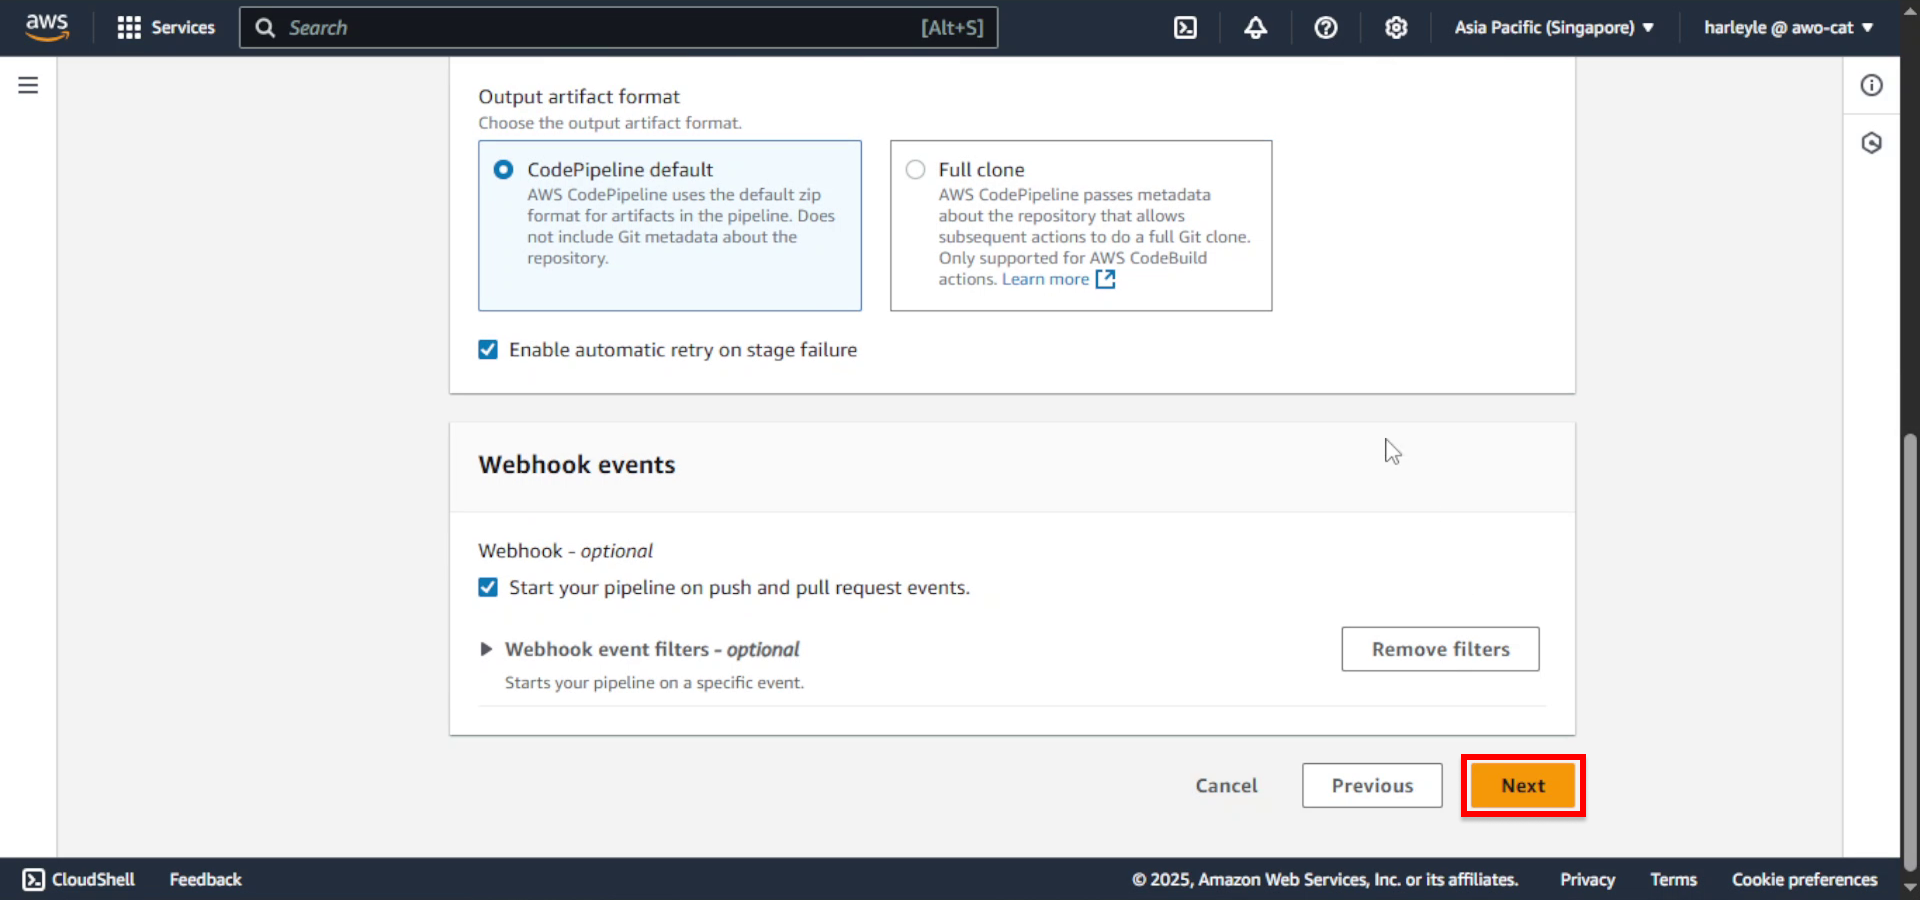 aws
Services
Search
[Alt+S]
Asia Pacific (Singapore)
harleyle @ awo-cat
Output artifact format
Choose the output artifact format.
CodePipeline default
AWS CodePipeline uses the default zip
format for artifacts in the pipeline. Does
not include Git metadata about the
repository.
Full clone
AWS CodePipeline passes metadata
about the repository that allows
subsequent actions to do a full Git clone.
Only supported for AWS CodeBuild
actions. Learn more
Enable automatic retry on stage failure
Webhook events
Webhook - optional
Start your pipeline on push and pull request events.
Webhook event filters - optional
Starts your pipeline on a specific event.
Remove filters
Cancel
Previous
Next
CloudShell
Feedback
© 2025, Amazon Web Services, Inc. or its affiliates.
Privacy
Terms
Cookie preferences